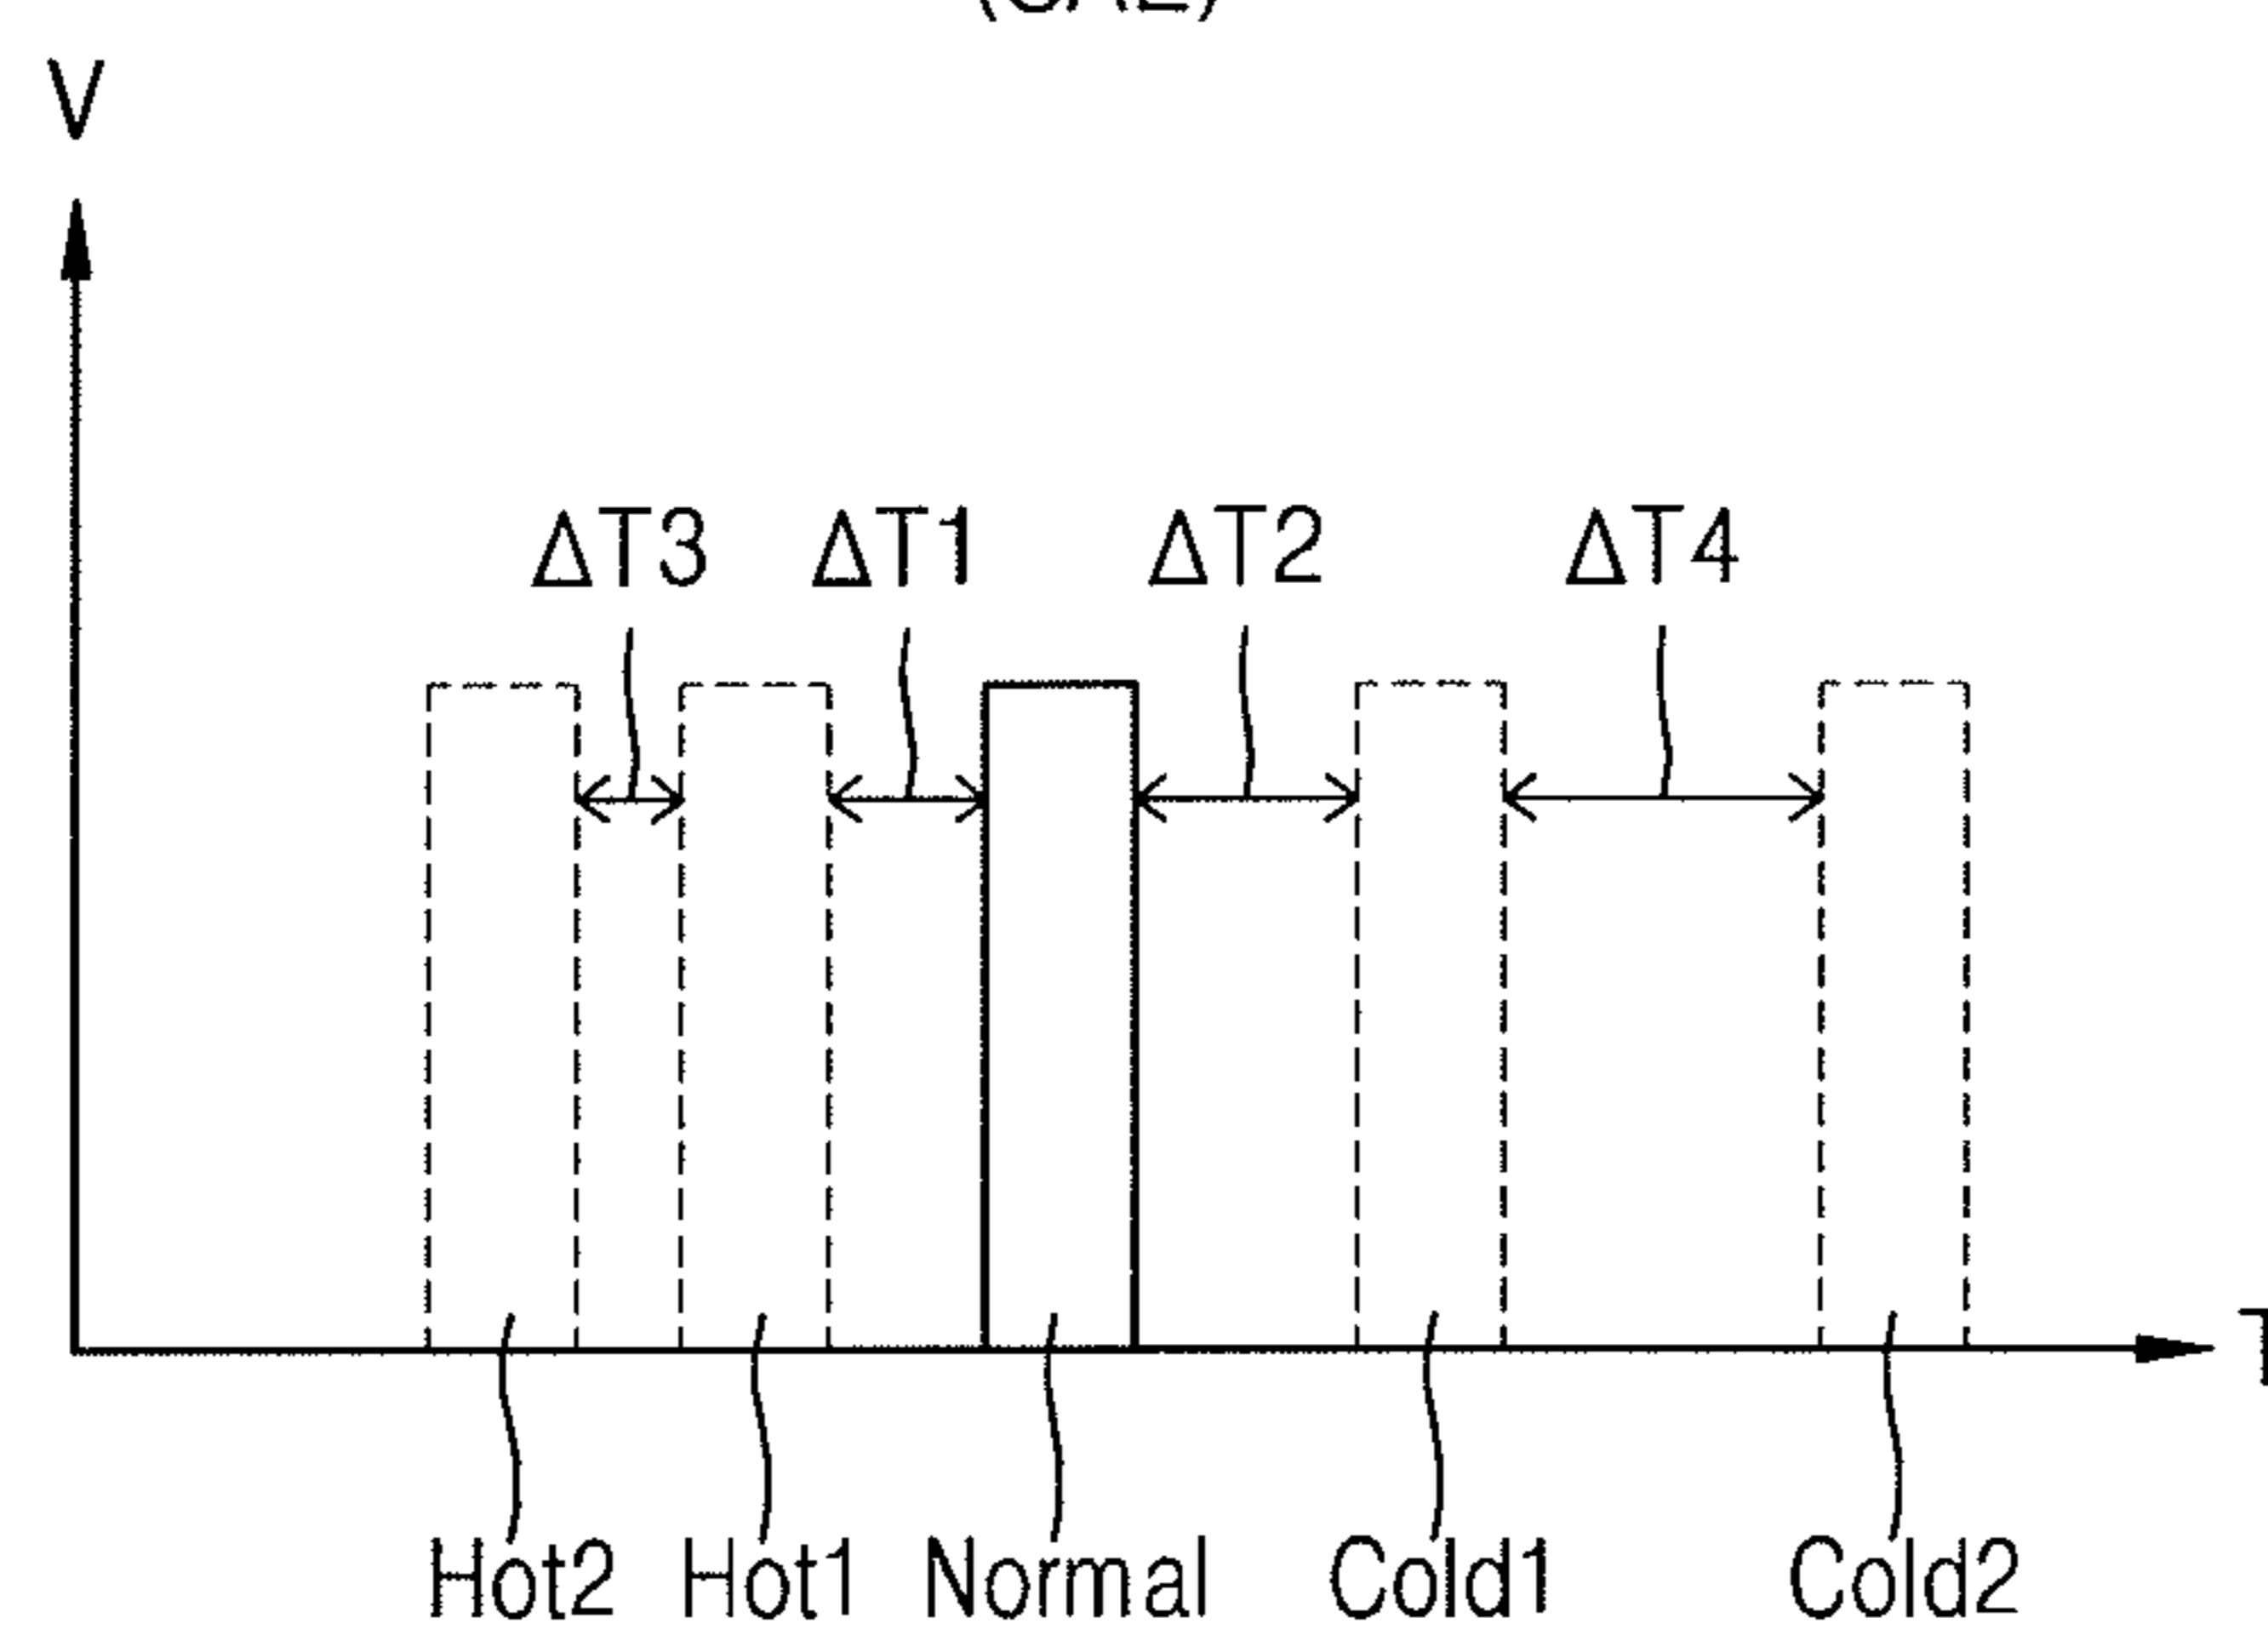 V
ΔT3 ΔT1 ΔT2 ΔT4
Hot2 Hot1 Normal Cold1 Cold2